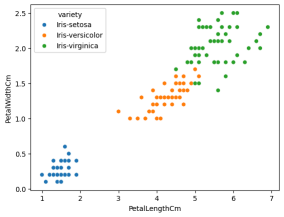 2.5
2.0
1.5
1.0
0.5
0.0
PetalWidthCm
variety
Iris-setosa
Iris-versicolor
Iris-virginica
1 2 3 4 5 6 7
PetalLengthCm